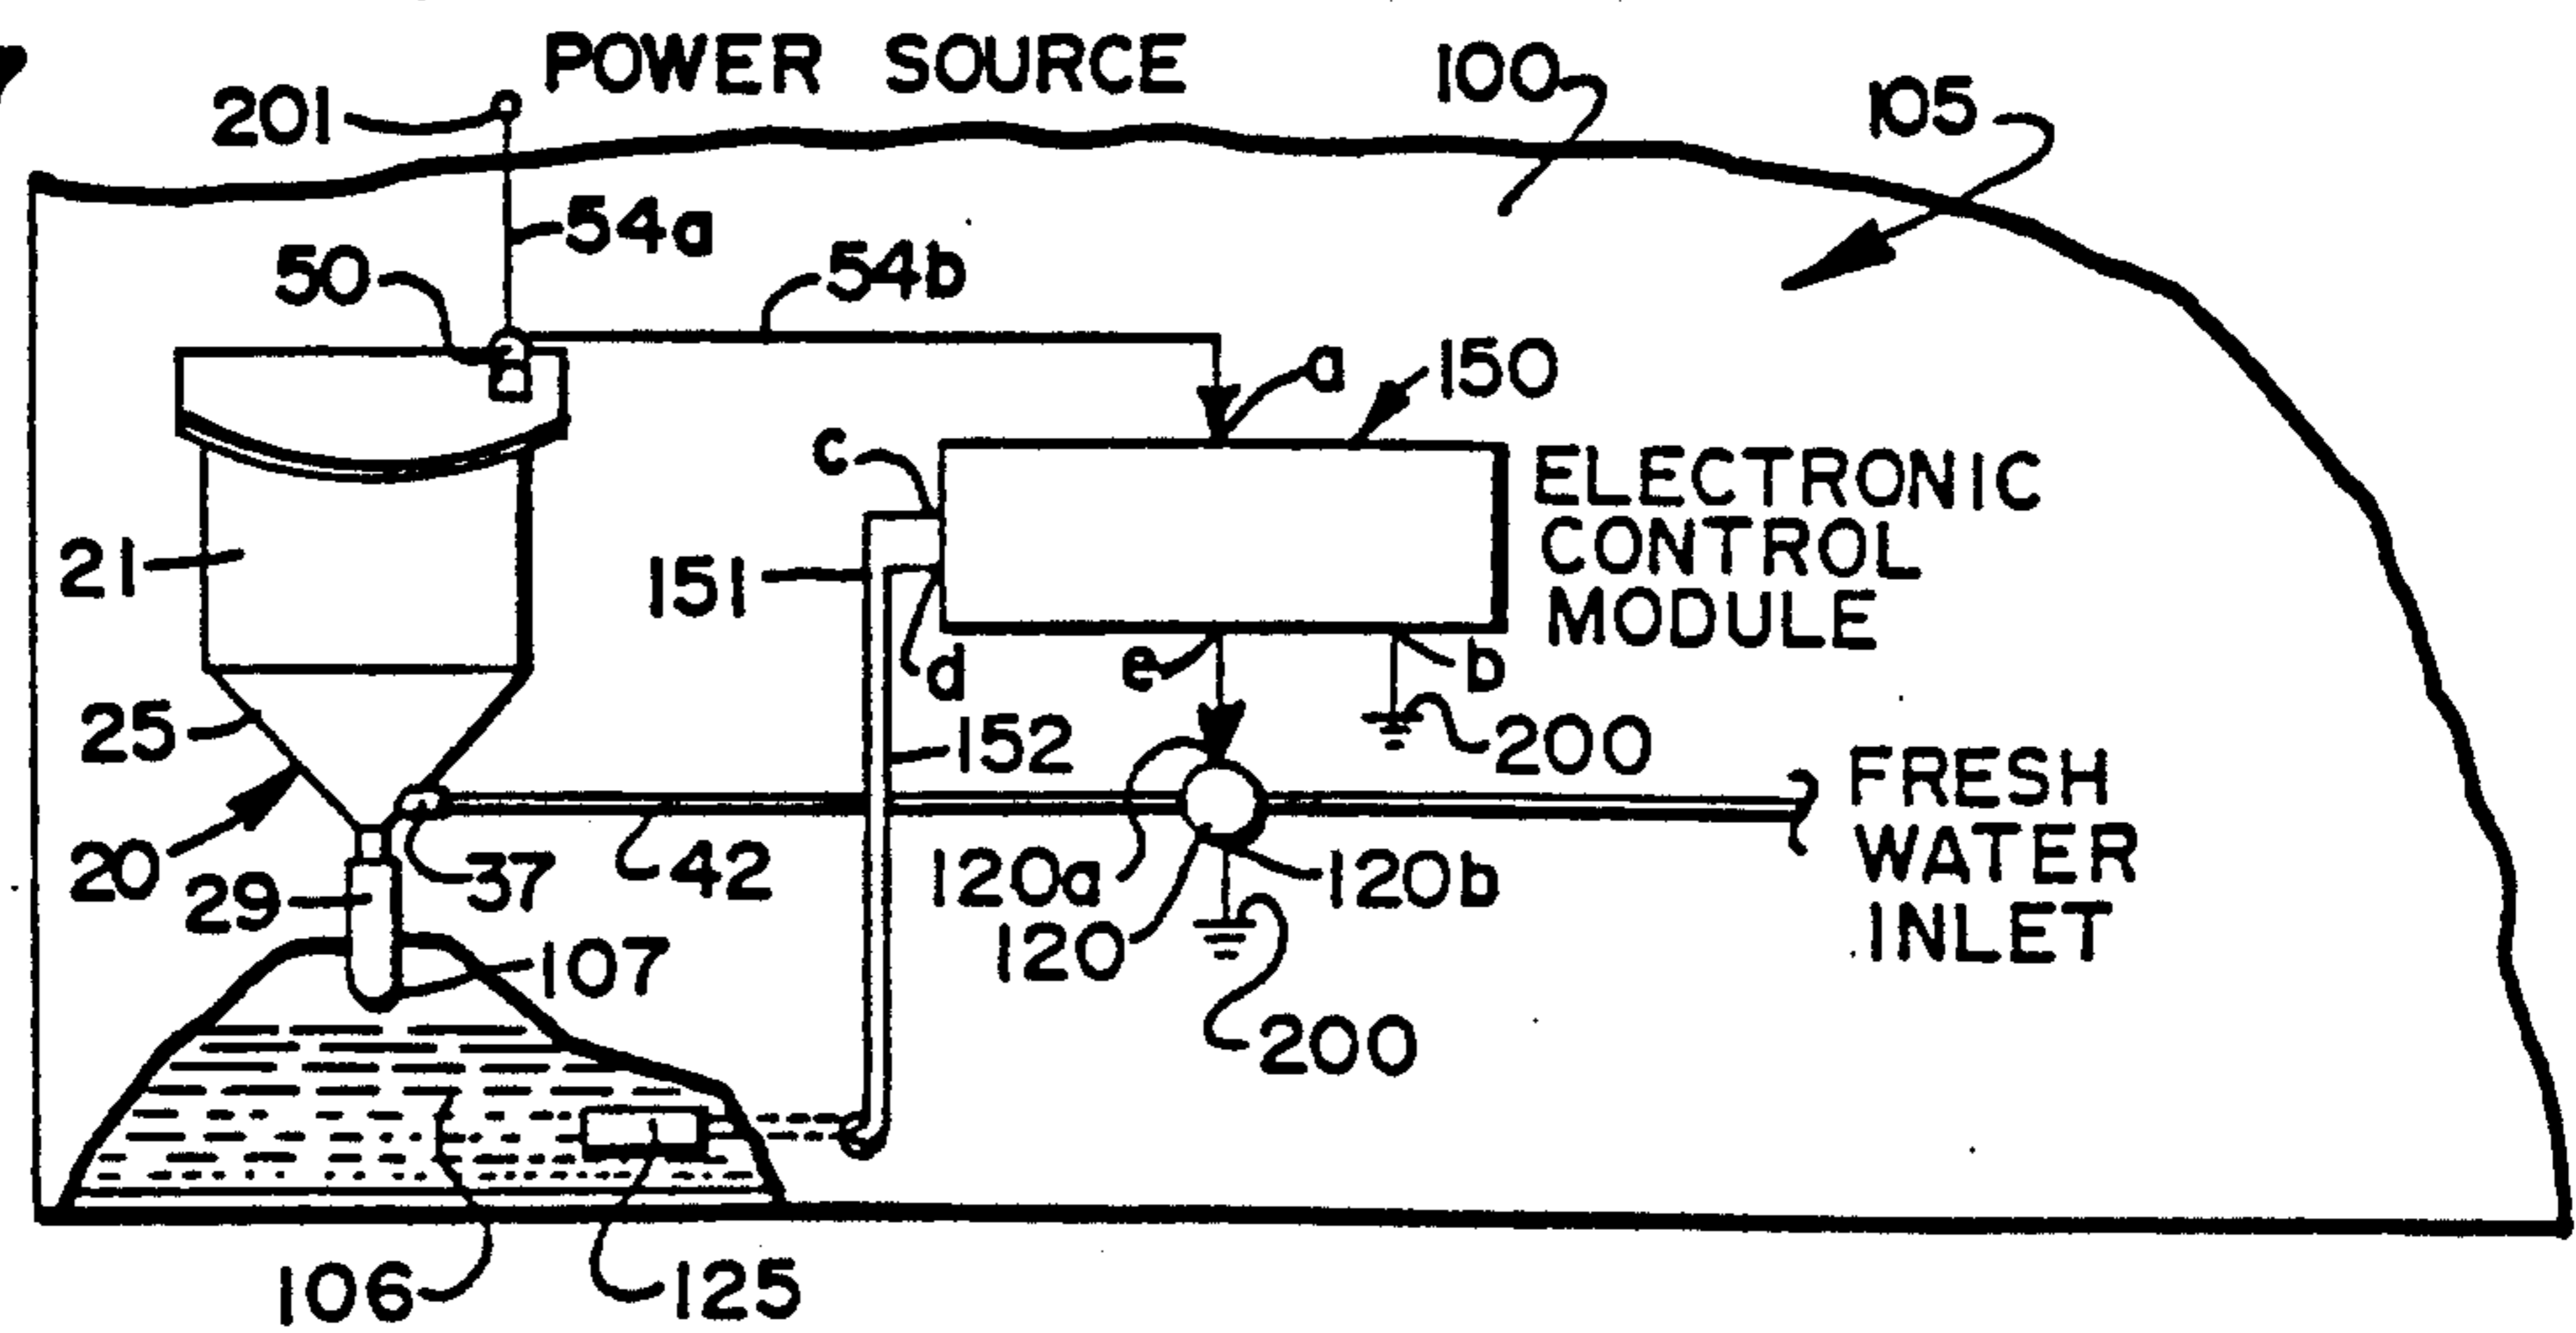 POWER SOURCE
201
100
105
54a
50
54b
a
150
c
ELECTRONIC
CONTROL
MODULE
21
151
d
e
b
25
152
200
FRESH
WATER
INLET
20
29
37
42
120a
120
120b
107
200
106
125